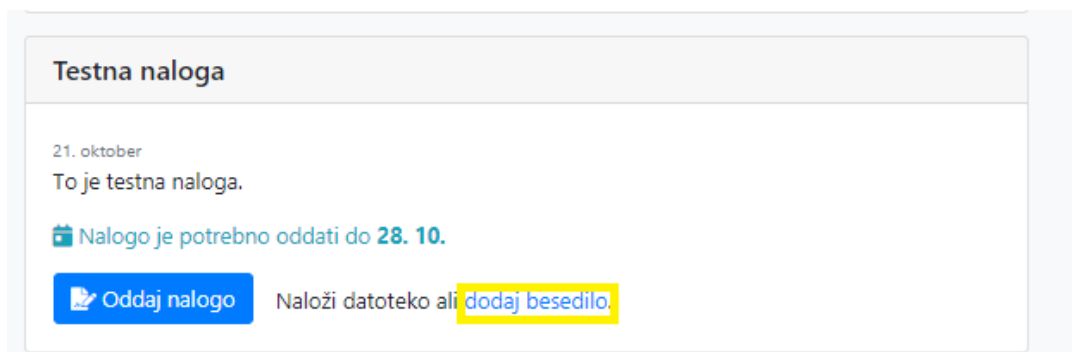 Testna naloga
21. oktober
To je testna naloga.
Nalogo je potrebno oddati do 28. 10.
Oddaj nalogo Naloži datoteko ali dodaj besedilo.